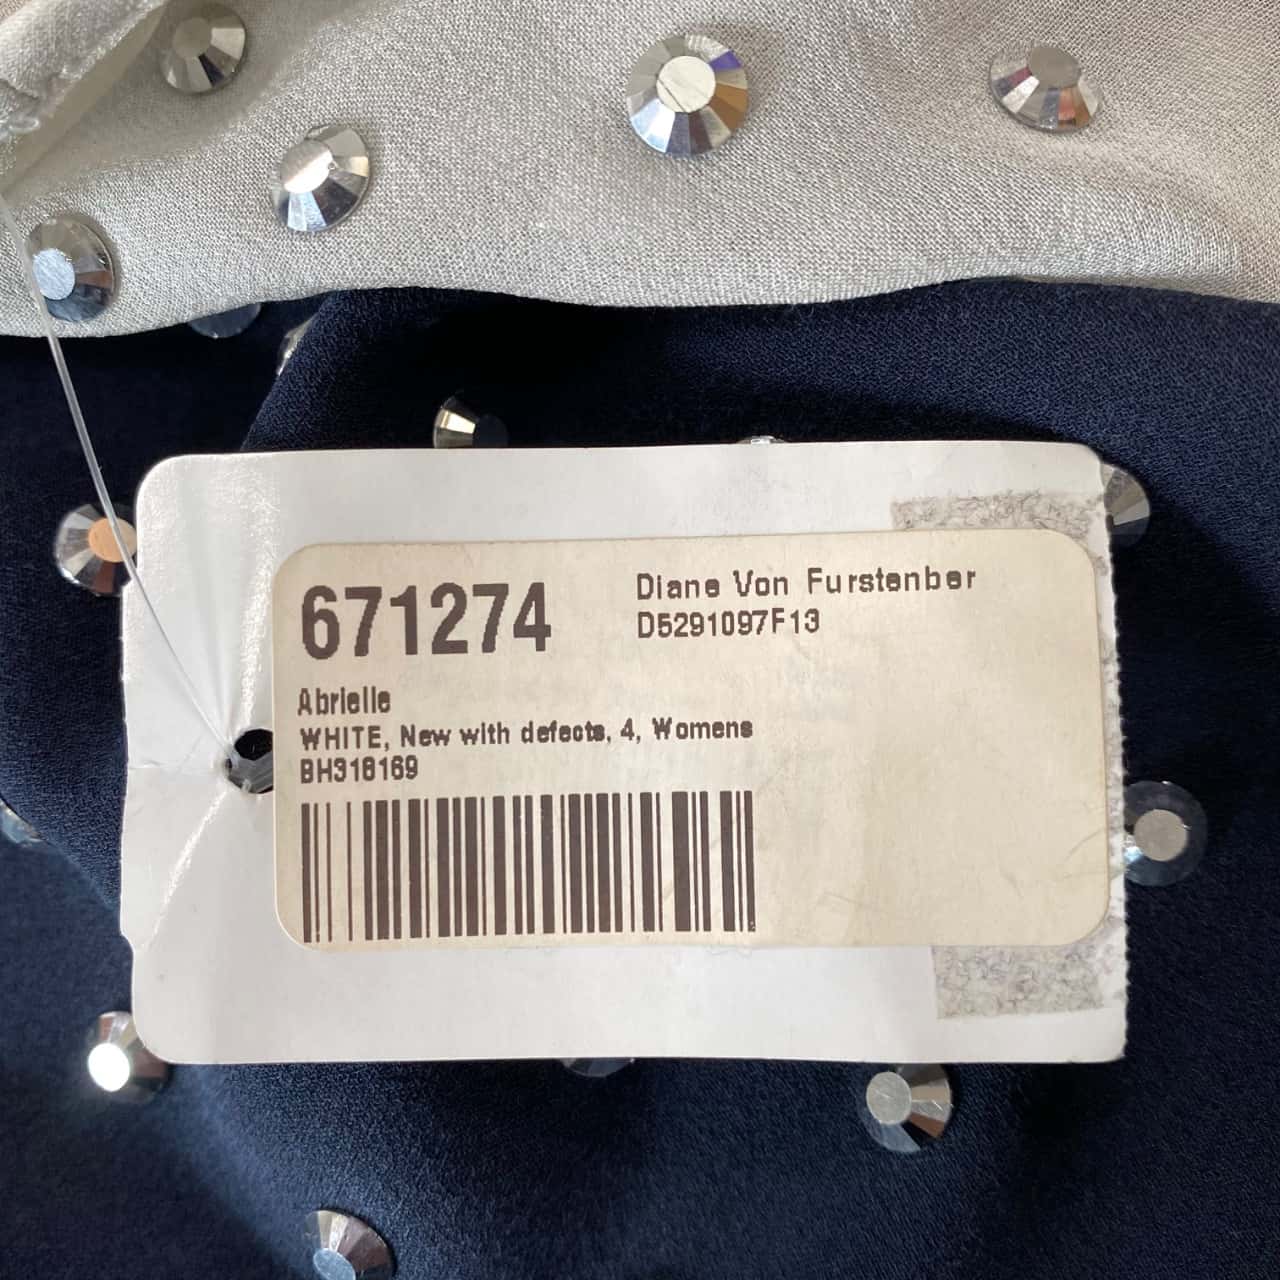 671274
Diane Von Furstenber
D5291097F13
Abrielle
WHITE, New with defects, 4, Womens
BH318169